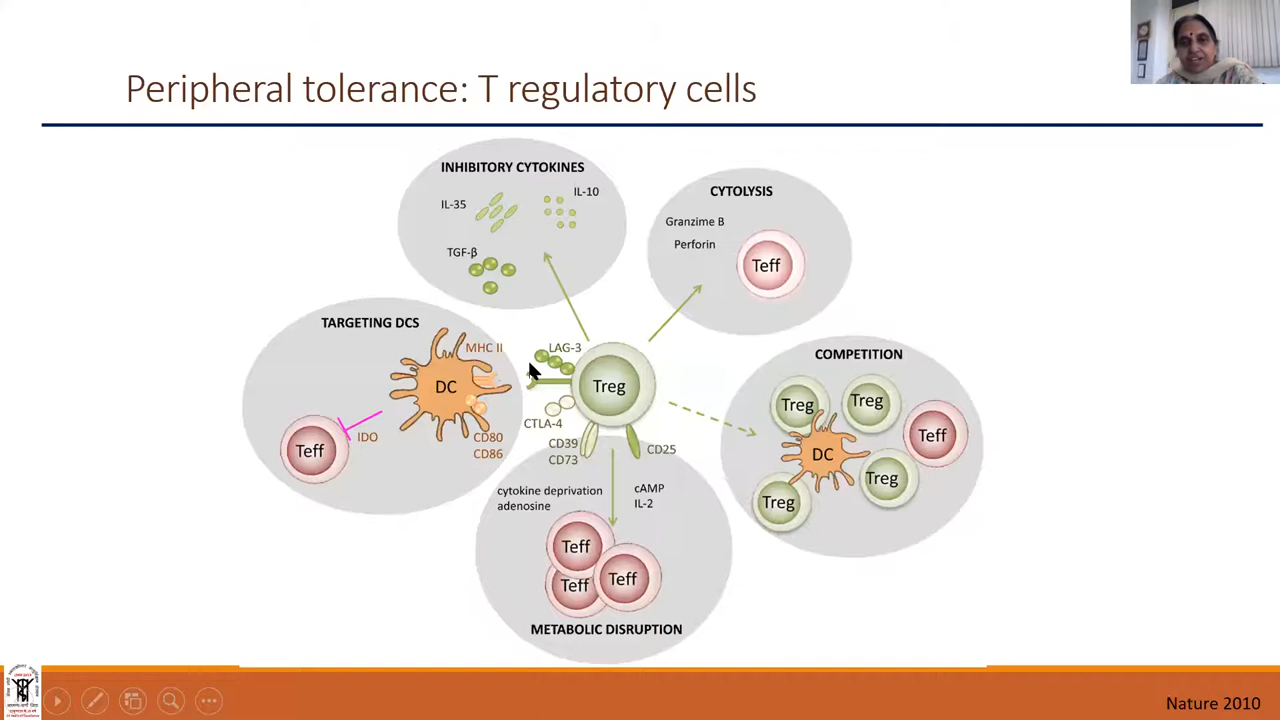 Peripheral tolerance: T regulatory cells
INHIBITORY CYTOKINES
IL-35
IL-10
TGF-β
CYTOLYSIS
Granzime B
Perforin
Teff
TARGETING DCS
MHC II
DC
IDO
Teff
CD80
CD86
LAG-3
Treg
CTLA-4
CD39
CD73
CD25
COMPETITION
Treg
Treg
Teff
DC
Treg
Treg
cytokine deprivation
adenosine
cAMP
IL-2
Teff
Teff
Teff
METABOLIC DISRUPTION
Nature 2010